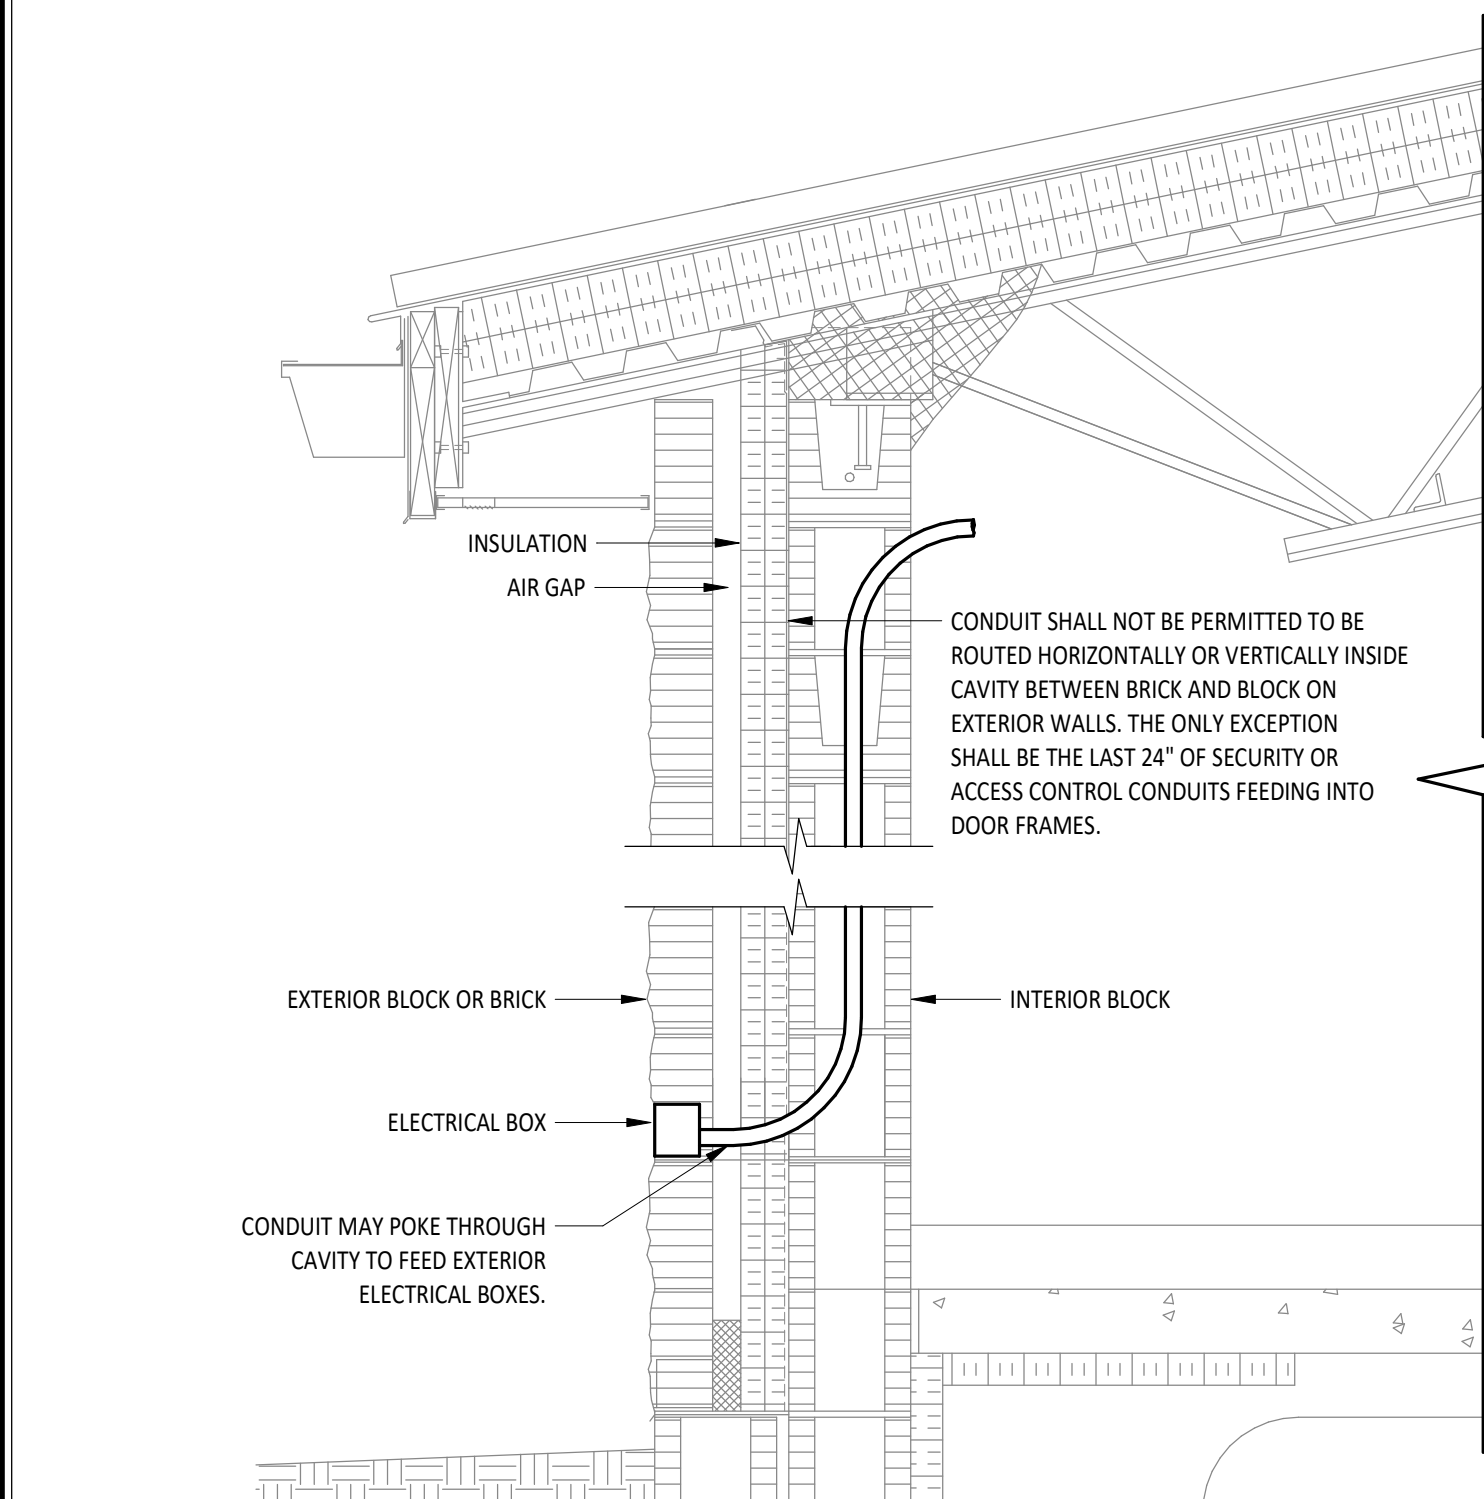 INSULATION
AIR GAP
CONDUIT SHALL NOT BE PERMITTED TO BE
ROUTED HORIZONTALLY OR VERTICALLY INSIDE
CAVITY BETWEEN BRICK AND BLOCK ON
EXTERIOR WALLS. THE ONLY EXCEPTION
SHALL BE THE LAST 24" OF SECURITY OR
ACCESS CONTROL CONDUITS FEEDING INTO
DOOR FRAMES.
EXTERIOR BLOCK OR BRICK
INTERIOR BLOCK
ELECTRICAL BOX
CONDUIT MAY POKE THROUGH
CAVITY TO FEED EXTERIOR
ELECTRICAL BOXES.